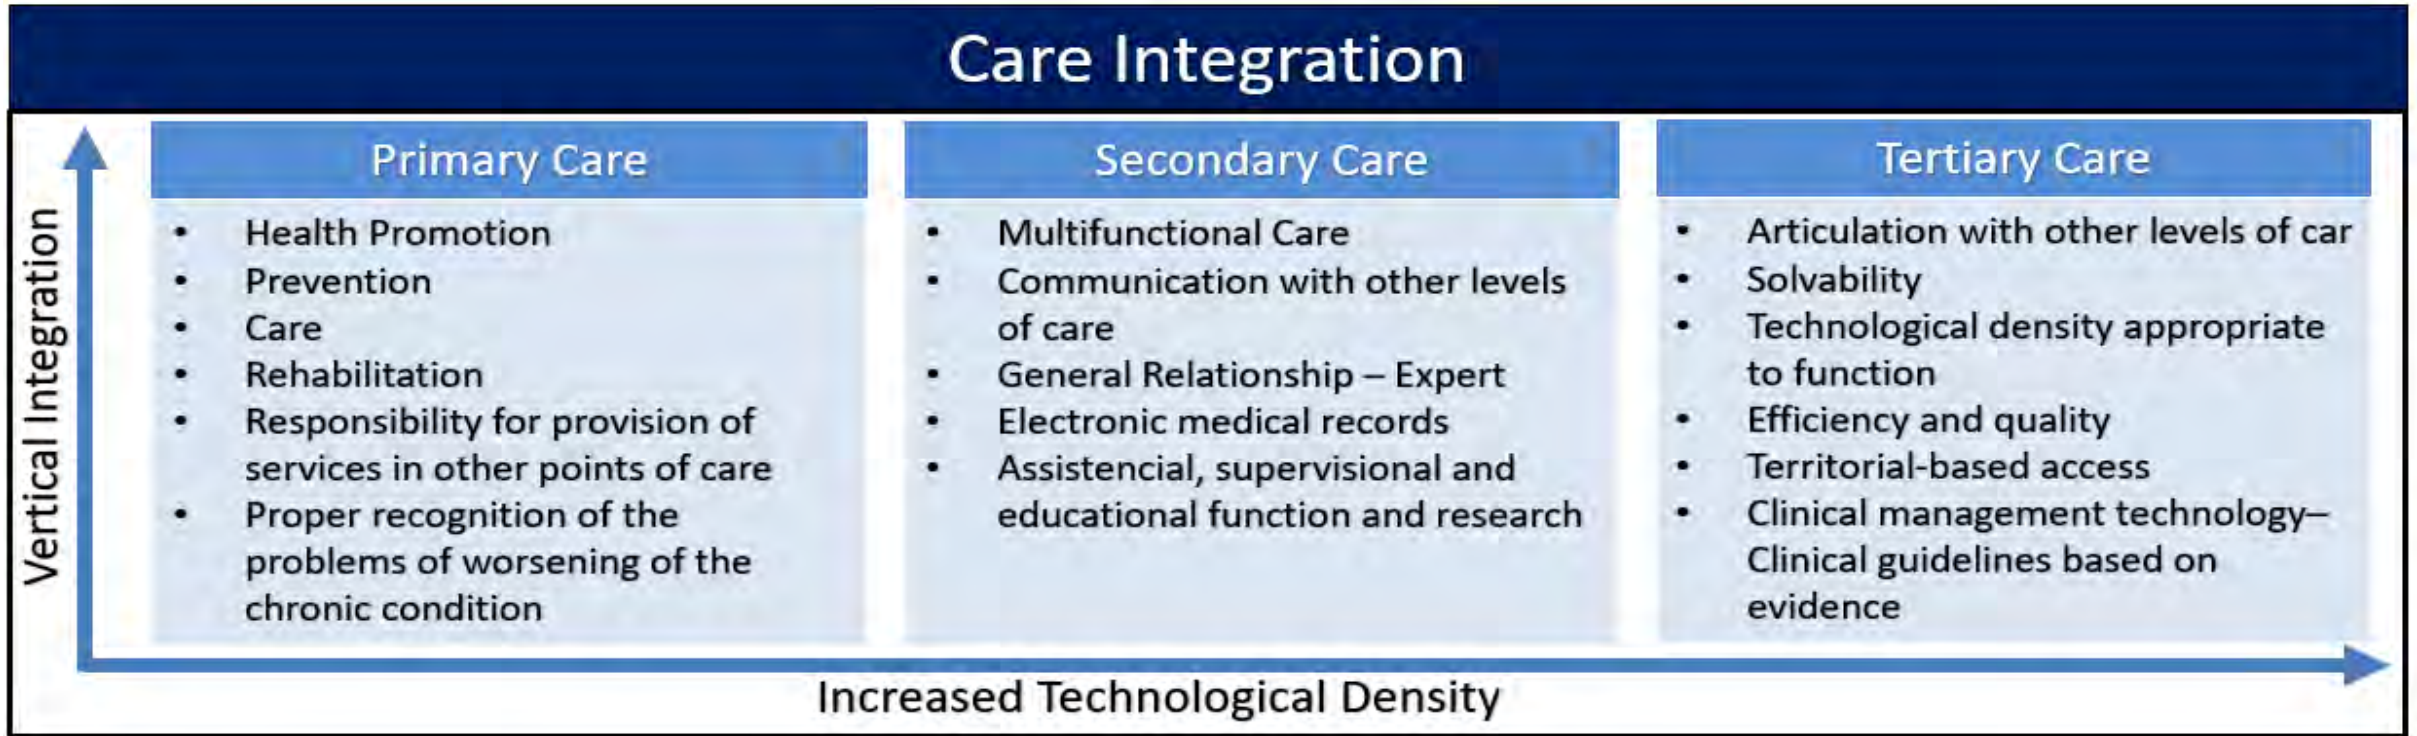 Care Integration
Vertical Integration
Primary Care
• Health Promotion
• Prevention
• Care
• Rehabilitation
• Responsibility for provision of
services in other points of care
• Proper recognition of the
problems of worsening of the
chronic condition
Secondary Care
• Multifunctional Care
• Communication with other levels
of care
• General Relationship – Expert
• Electronic medical records
• Assistencial, supervisional and
educational function and research
Tertiary Care
• Articulation with other levels of car
• Solvability
• Technological density appropriate
to function
• Efficiency and quality
• Territorial-based access
• Clinical management technology–
Clinical guidelines based on
evidence
Increased Technological Density